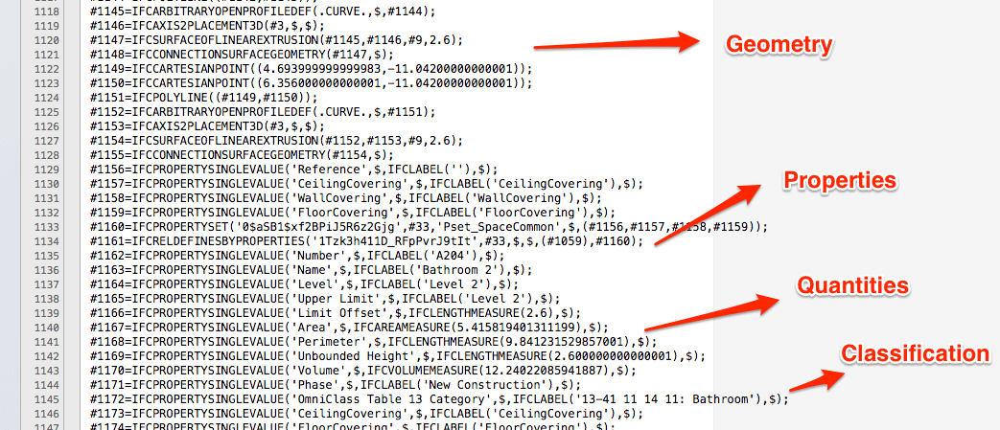 1118 #1145=IFCARBITRARYOPENPROFILEDEF(.CURVE.,$,#1144);
1119 #1146=IFCAXIS2PLACEMENT3D(#3,$,$);
1120 #1147=IFCSURFACEOFLINEAREXTRUSION(#1145,#1146,#9,2.6);
Geometry
1121 #1148=IFCCONNECTIONSURFACEGEOMETRY(#1147,$);
1122 #1149=IFCCARTESIANPOINT((4.693999999999983,-11.04200000000001));
1123 #1150=IFCCARTESIANPOINT((6.356000000000001,-11.04200000000001));
1124 #1151=IFCPOLYLINE((#1149,#1150));
1125 #1152=IFCARBITRARYOPENPROFILEDEF(.CURVE.,$,#1151);
1126 #1153=IFCAXIS2PLACEMENT3D(#3,$,$);
1127 #1154=IFCSURFACEOFLINEAREXTRUSION(#1152,#1153,#9,2.6);
1128 #1155=IFCCONNECTIONSURFACEGEOMETRY(#1154,$);
1129 #1156=IFCPROPERTYSINGLEVALUE('Reference',$,IFCLABEL(''),$);
1130 #1157=IFCPROPERTYSINGLEVALUE('CeilingCovering',$,IFCLABEL('CeilingCovering'),$);
Properties
1131 #1158=IFCPROPERTYSINGLEVALUE('WallCovering',$,IFCLABEL('WallCovering'),$);
1132 #1159=IFCPROPERTYSINGLEVALUE('FloorCovering',$,IFCLABEL('FloorCovering'),$);
1133 #1160=IFCPROPERTYSET('0$aSB1$xf2BPiJ5R6z2Gjg',#33,'Pset_SpaceCommon',$,(#1156,#1157,#1158,#1159));
1134 #1161=IFCRELDEFINESBYPROPERTIES('1Tzk3h411D_RFpPvrJ9tIt',#33,$,$,(#1059),#1160);
1135 #1162=IFCPROPERTYSINGLEVALUE('Number',$,IFCLABEL('A204'),$);
1136 #1163=IFCPROPERTYSINGLEVALUE('Name',$,IFCLABEL('Bathroom 2'),$);
1137 #1164=IFCPROPERTYSINGLEVALUE('Level',$,IFCLABEL('Level 2'),$);
Quantities
1138 #1165=IFCPROPERTYSINGLEVALUE('Upper Limit',$,IFCLABEL('Level 2'),$);
1139 #1166=IFCPROPERTYSINGLEVALUE('Limit Offset',$,IFCLENGTHMEASURE(2.6),$);
1140 #1167=IFCPROPERTYSINGLEVALUE('Area',$,IFCAREAMEASURE(5.415819401311199),$);
1141 #1168=IFCPROPERTYSINGLEVALUE('Perimeter',$,IFCLENGTHMEASURE(9.841231529857001),$);
1142 #1169=IFCPROPERTYSINGLEVALUE('Unbounded Height',$,IFCLENGTHMEASURE(2.600000000000001),$);
Classification
1143 #1170=IFCPROPERTYSINGLEVALUE('Volume',$,IFCVOLUMEMEASURE(12.24022085941887),$);
1144 #1171=IFCPROPERTYSINGLEVALUE('Phase',$,IFCLABEL('New Construction'),$);
1145 #1172=IFCPROPERTYSINGLEVALUE('OmniClass Table 13 Category',$,IFCLABEL('13-41 11 14 11: Bathroom'),$);
1146 #1173=IFCPROPERTYSINGLEVALUE('CeilingCovering',$,IFCLABEL('CeilingCovering'),$);
1147 #1174=IFCPROPERTYSINGLEVALUE('FloorCovering',$,IFCLABEL('FloorCovering'),$);